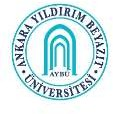 ANKARA YILDIRIM BEYAZIT
ÜNİVERSİTESİ
AYBÜ